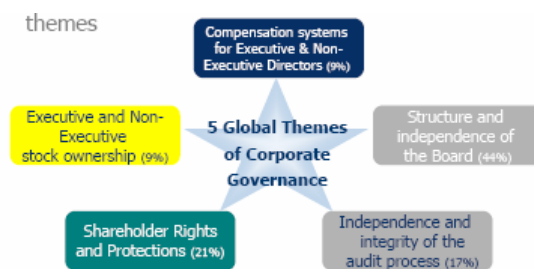 themes
Compensation systems
for Executive & Non-
Executive Directors (9%)
Executive and Non-
Executive
stock ownership (9%)
5 Global Themes
of Corporate
Governance
Structure and
independence of
the Board (44%)
Shareholder Rights
and Protections (21%)
Independence and
integrity of the
audit process (17%)